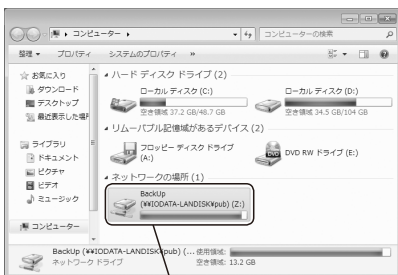 コンピューター
コンピューターの検索
整理
プロパティ
システムのプロパティ
»
お気に入り
ダウンロード
デスクトップ
最近表示した場所
ライブラリ
ドキュメント
ピクチャ
ビデオ
ミュージック
コンピューター
ハード ディスク ドライブ (2)
ローカル ディスク (C:)
空き領域 37.2 GB/48.7 GB
ローカル ディスク (D:)
空き領域 34.5 GB/104 GB
リムーバブル記憶域があるデバイス (2)
フロッピー ディスク ドライブ
(A:)
DVD RW ドライブ (E:)
ネットワークの場所 (1)
BackUp
(¥¥IODATA-LANDISK¥pub) (Z:)
BackUp (¥¥IODATA-LANDISK¥pub) (... 使用領域:
ネットワーク ドライブ 空き領域: 13.2 GB